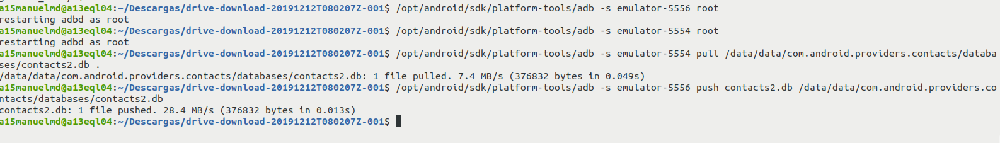 a15manuelmd@a13eql04:~/Descargas/drive-download-20191212T080207Z-001$ /opt/android/sdk/platform-tools/adb -s emulator-5556 root
restarting adbd as root
a15manuelmd@a13eql04:~/Descargas/drive-download-20191212T080207Z-001$ /opt/android/sdk/platform-tools/adb -s emulator-5554 root
restarting adbd as root
a15manuelmd@a13eql04:~/Descargas/drive-download-20191212T080207Z-001$ /opt/android/sdk/platform-tools/adb -s emulator-5554 pull /data/data/com.android.providers.contacts/databa
ses/contacts2.db .
/data/data/com.android.providers.contacts/databases/contacts2.db: 1 file pulled. 7.4 MB/s (376832 bytes in 0.049s)
a15manuelmd@a13eql04:~/Descargas/drive-download-20191212T080207Z-001$ /opt/android/sdk/platform-tools/adb -s emulator-5556 push contacts2.db /data/data/com.android.providers.co
ntacts/databases/contacts2.db
contacts2.db: 1 file pushed. 28.4 MB/s (376832 bytes in 0.013s)
a15manuelmd@a13eql04:~/Descargas/drive-download-20191212T080207Z-001$